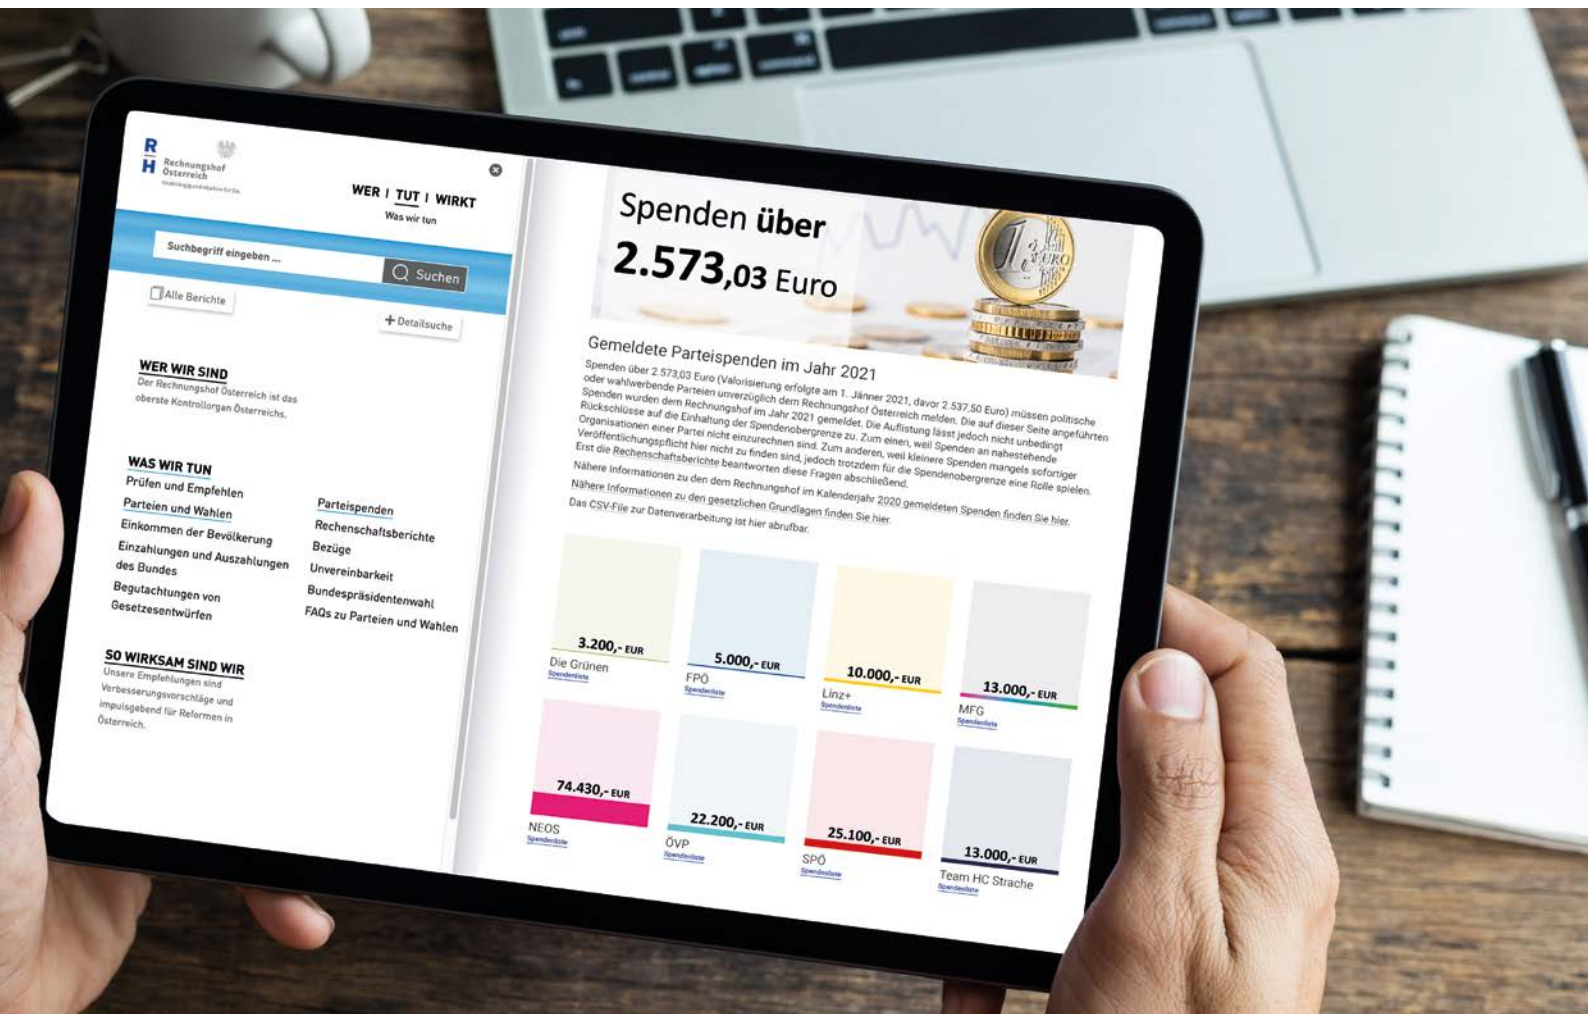 R
H
Rechnungshof
Österreich
Unabhängig und objektiv für Sie.
WER I TUT I WIRKT
Was wir tun
Suchbegriff eingeben ...
Suchen
Alle Berichte
+ Detailsuche
WER WIR SIND
Der Rechnungshof Österreich ist das
oberste Kontrollorgan Österreichs.
WAS WIR TUN
Prüfen und Empfehlen
Parteien und Wahlen
Einkommen der Bevölkerung
Einzahlungen und Auszahlungen
des Bundes
Begutachtungen von
Gesetzesentwürfen
Parteispenden
Rechenschaftsberichte
Bezüge
Unvereinbarkeit
Bundespräsidentenwahl
FAQs zu Parteien und Wahlen
SO WIRKSAM SIND WIR
Unsere Empfehlungen sind
Verbesserungsvorschläge und
impulsgebend für Reformen in
Österreich.
Spenden über
2.573,03 Euro
1
EURO
Gemeldete Parteispenden im Jahr 2021
Spenden über 2.573,03 Euro (Valorisierung erfolgte am 1. Jänner 2021, davor 2.537,50 Euro) müssen politische
oder wahlwerbende Parteien unverzüglich dem Rechnungshof Österreich melden. Die auf dieser Seite angeführten
Spenden wurden dem Rechnungshof im Jahr 2021 gemeldet. Die Auflistung lässt jedoch nicht unbedingt
Rückschlüsse auf die Einhaltung der Spendenobergrenze zu. Zum einen, weil Spenden an nahestehende
Organisationen einer Partei nicht einzurechnen sind. Zum anderen, weil kleinere Spenden mangels sofortiger
Veröffentlichungspflicht hier nicht zu finden sind, jedoch trotzdem für die Spendenobergrenze eine Rolle spielen.
Erst die Rechenschaftsberichte beantworten diese Fragen abschließend.
Nähere Informationen zu den dem Rechnungshof im Kalenderjahr 2020 gemeldeten Spenden finden Sie hier.
Nähere Informationen zu den gesetzlichen Grundlagen finden Sie hier.
Das CSV-File zur Datenverarbeitung ist hier abrufbar.
3.200,- EUR
Die Grünen
Spendenliste
5.000,- EUR
FPÖ
Spendenliste
10.000,- EUR
Linz+
Spendenliste
13.000,- EUR
MFG
Spendenliste
74.430,- EUR
NEOS
Spendenliste
22.200,- EUR
ÖVP
Spendenliste
25.100,- EUR
SPÖ
Spendenliste
13.000,- EUR
Team HC Strache
Spendenliste